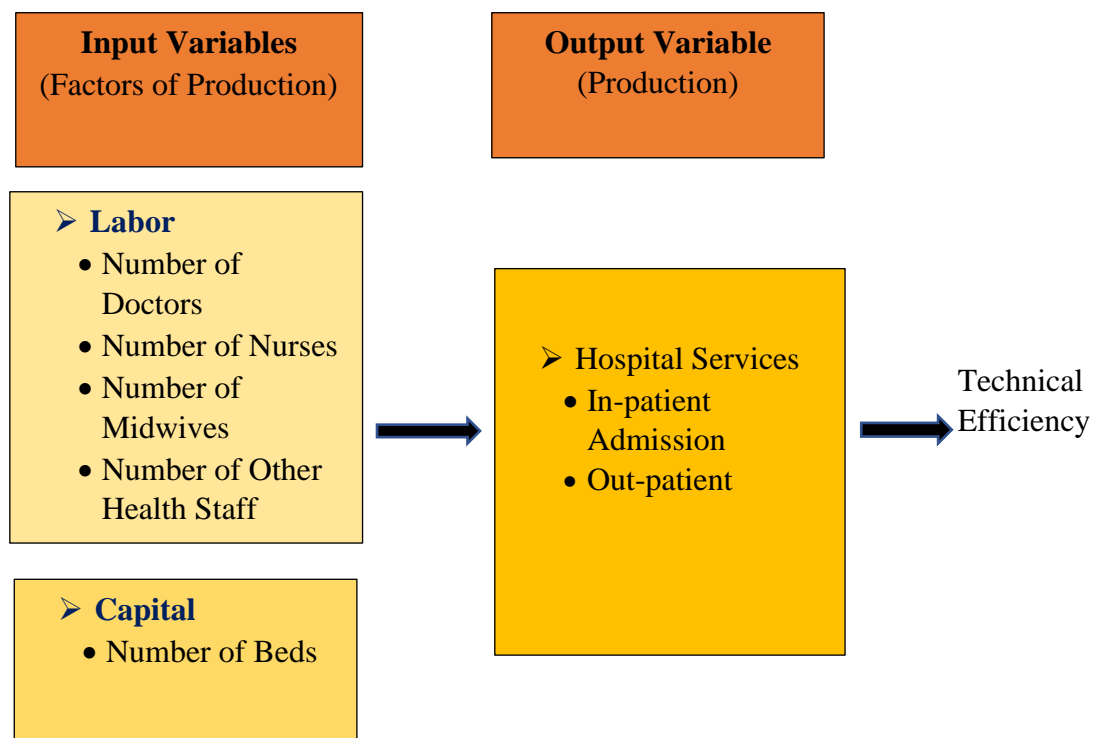 Input Variables
(Factors of Production)
Output Variable
(Production)
➢ Labor
• Number of
Doctors
• Number of Nurses
• Number of
Midwives
• Number of Other
Health Staff
➢ Capital
• Number of Beds
➢ Hospital Services
• In-patient
Admission
• Out-patient
Technical
Efficiency